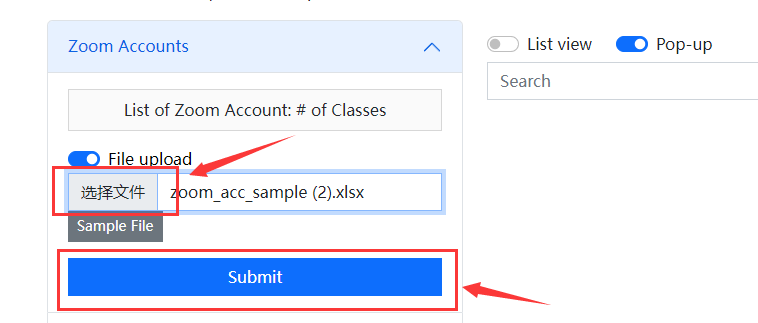 Zoom Accounts
List of Zoom Account: # of Classes
File upload
选择文件 zoom_acc_sample (2).xlsx
Sample File
Submit
List view Pop-up
Search